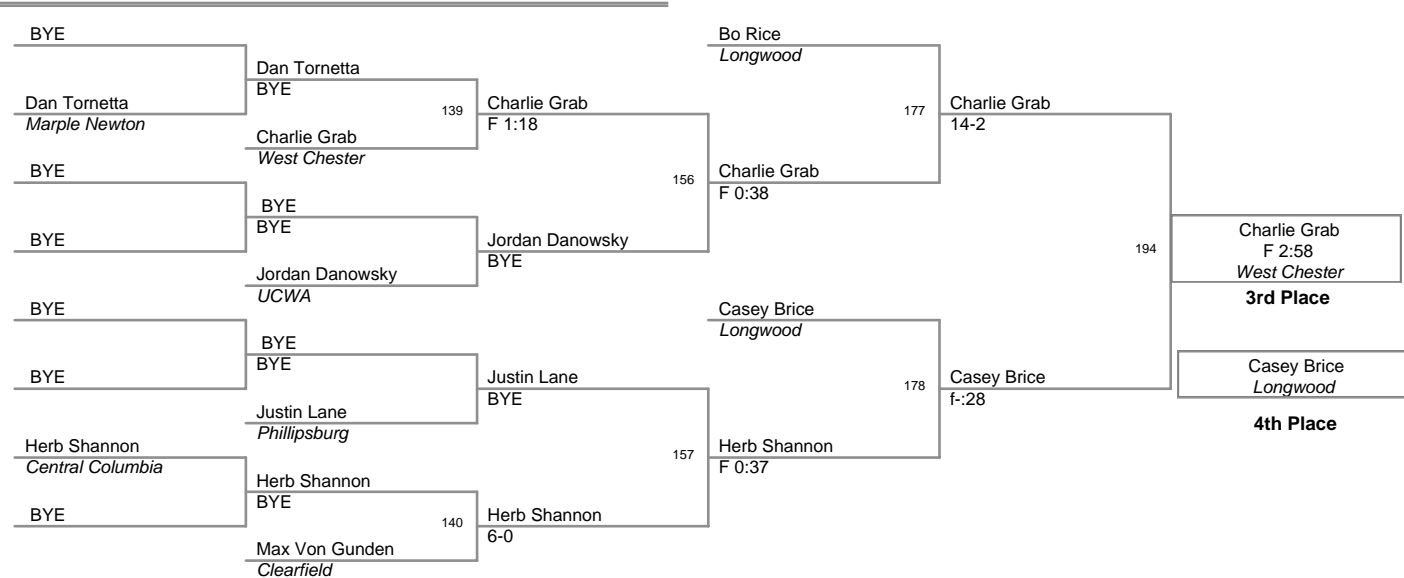 BYE
Dan Tornetta
Marple Newton
BYE
BYE
BYE
BYE
Herb Shannon
Central Columbia
BYE
Dan Tornetta
BYE
139
Charlie Grab
West Chester
BYE
BYE
Jordan Danowsky
UCWA
BYE
BYE
Justin Lane
Phillipsburg
Herb Shannon
BYE
140
Max Von Gunden
Clearfield
Charlie Grab
F 1:18
156
Jordan Danowsky
BYE
Justin Lane
BYE
157
Herb Shannon
6-0
Bo Rice
Longwood
177
Charlie Grab
F 0:38
Casey Brice
Longwood
178
Herb Shannon
F 0:37
Charlie Grab
14-2
194
Casey Brice
f-:28
Charlie Grab
F 2:58
West Chester
3rd Place
Casey Brice
Longwood
4th Place